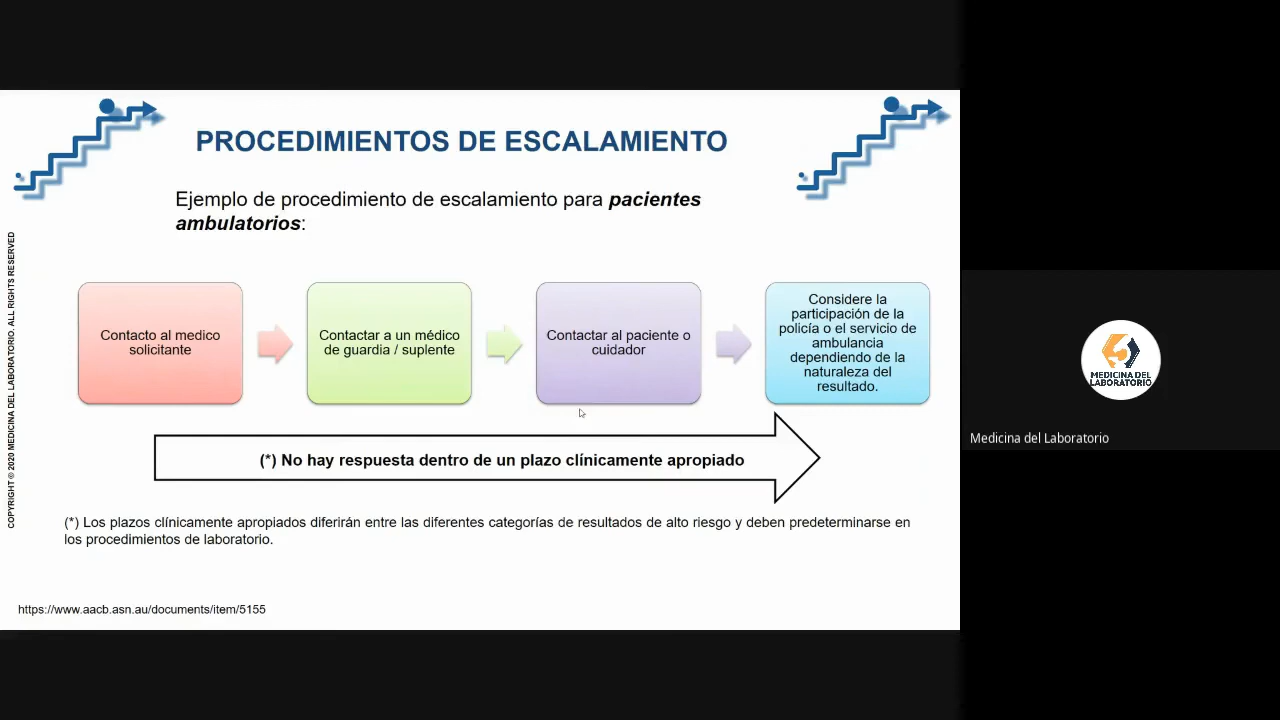 PROCEDIMIENTOS DE ESCALAMIENTO
Ejemplo de procedimiento de escalamiento para pacientes
ambulatorios:
Contacto al medico
solicitante
Contactar a un médico
de guardia / suplente
Contactar al paciente o
cuidador
Considere la
participación de la
policía o el servicio de
ambulancia
dependiendo de la
naturaleza del
resultado.
(*) No hay respuesta dentro de un plazo clínicamente apropiado
(*) Los plazos clínicamente apropiados diferirán entre las diferentes categorías de resultados de alto riesgo y deben predeterminarse en
los procedimientos de laboratorio.
https://www.aacb.asn.au/documents/item/5155
COPYRIGHT © 2020 MEDICINA DEL LABORATORIO. ALL RIGHTS RESERVED
MEDICINA DEL
LABORATORIO
Medicina del Laboratorio